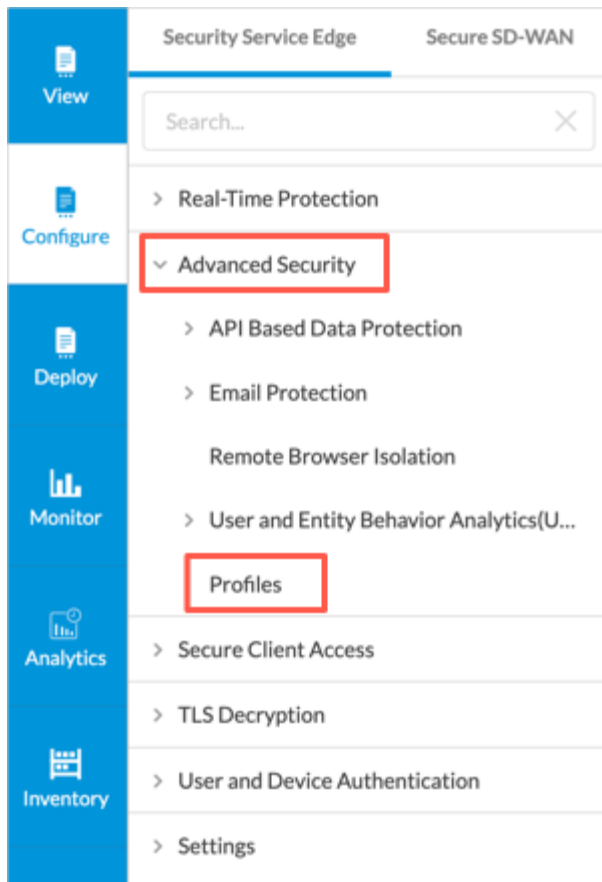 Security Service Edge
Secure SD-WAN
View
Search...
Configure
Real-Time Protection
Advanced Security
API Based Data Protection
Deploy
Email Protection
Remote Browser Isolation
Monitor
User and Entity Behavior Analytics(U...
Profiles
Analytics
Secure Client Access
TLS Decryption
Inventory
User and Device Authentication
Settings